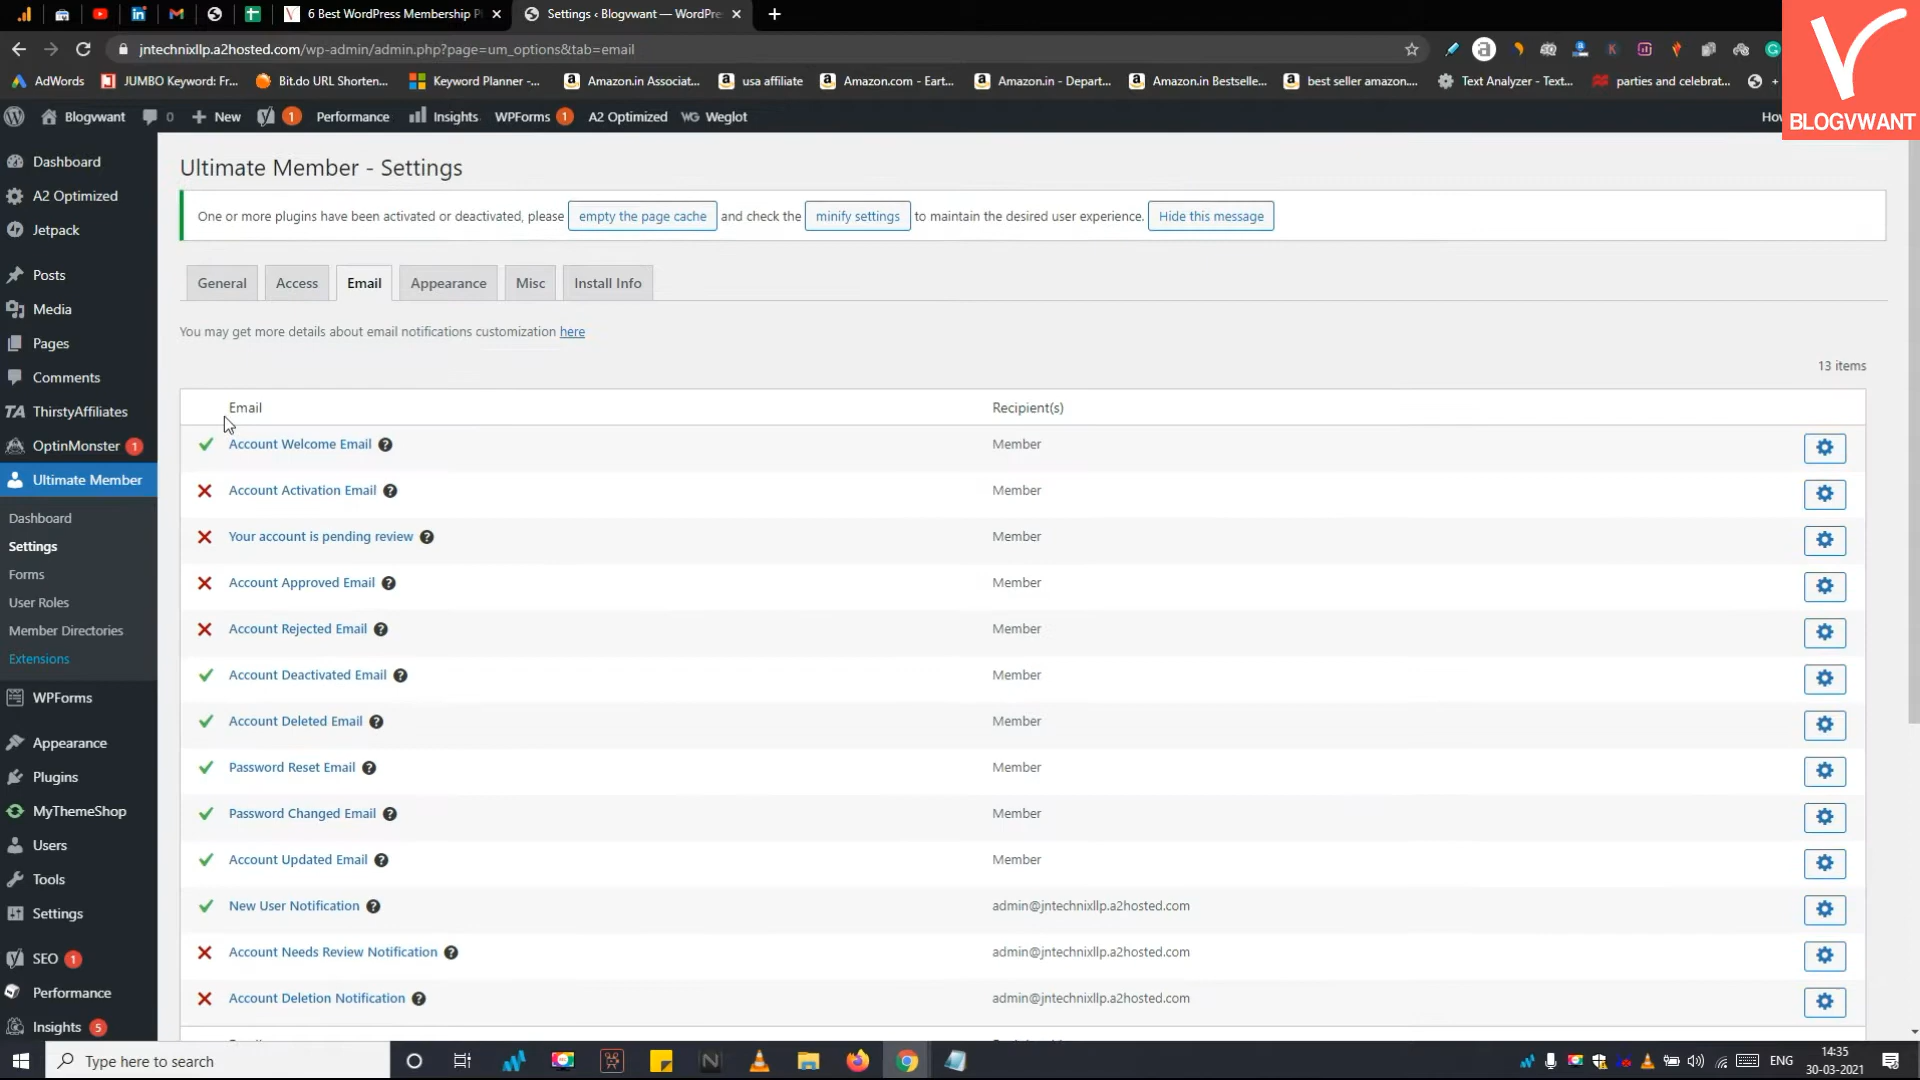 6 Best WordPress Membership P
Settings ‹ Blogvwant — WordPre
jntechnixllp.a2hosted.com/wp-admin/admin.php?page=um_options&tab=email
AdWords
JUMBO Keyword: Fr...
Bit.do URL Shorten...
Keyword Planner -...
Amazon.in Associat...
usa affiliate
Amazon.com - Eart...
Amazon.in - Depart...
Amazon.in Bestselle...
best seller amazon....
Text Analyzer - Text...
parties and celebrat...
BLOGVWANT
Blogvwant
0
New
1
Performance
Insights
WPForms 1
A2 Optimized
Weglot
How
Dashboard
A2 Optimized
Jetpack
Posts
Media
Pages
Comments
TA ThirstyAffiliates
OptinMonster 1
Ultimate Member
Dashboard
Settings
Forms
User Roles
Member Directories
Extensions
WPForms
Appearance
Plugins
MyThemeShop
Users
Tools
Settings
SEO 1
Performance
Insights 5
Ultimate Member - Settings
One or more plugins have been activated or deactivated, please empty the page cache and check the minify settings to maintain the desired user experience. Hide this message
General Access Email Appearance Misc Install Info
You may get more details about email notifications customization here
13 items
Email Recipient(s)
Account Welcome Email ? Member
Account Activation Email ? Member
Your account is pending review ? Member
Account Approved Email ? Member
Account Rejected Email ? Member
Account Deactivated Email ? Member
Account Deleted Email ? Member
Password Reset Email ? Member
Password Changed Email ? Member
Account Updated Email ? Member
New User Notification ? admin@jntechnixllp.a2hosted.com
Account Needs Review Notification ? admin@jntechnixllp.a2hosted.com
Account Deletion Notification ? admin@jntechnixllp.a2hosted.com
Type here to search
ENG
14:35
30-03-2021